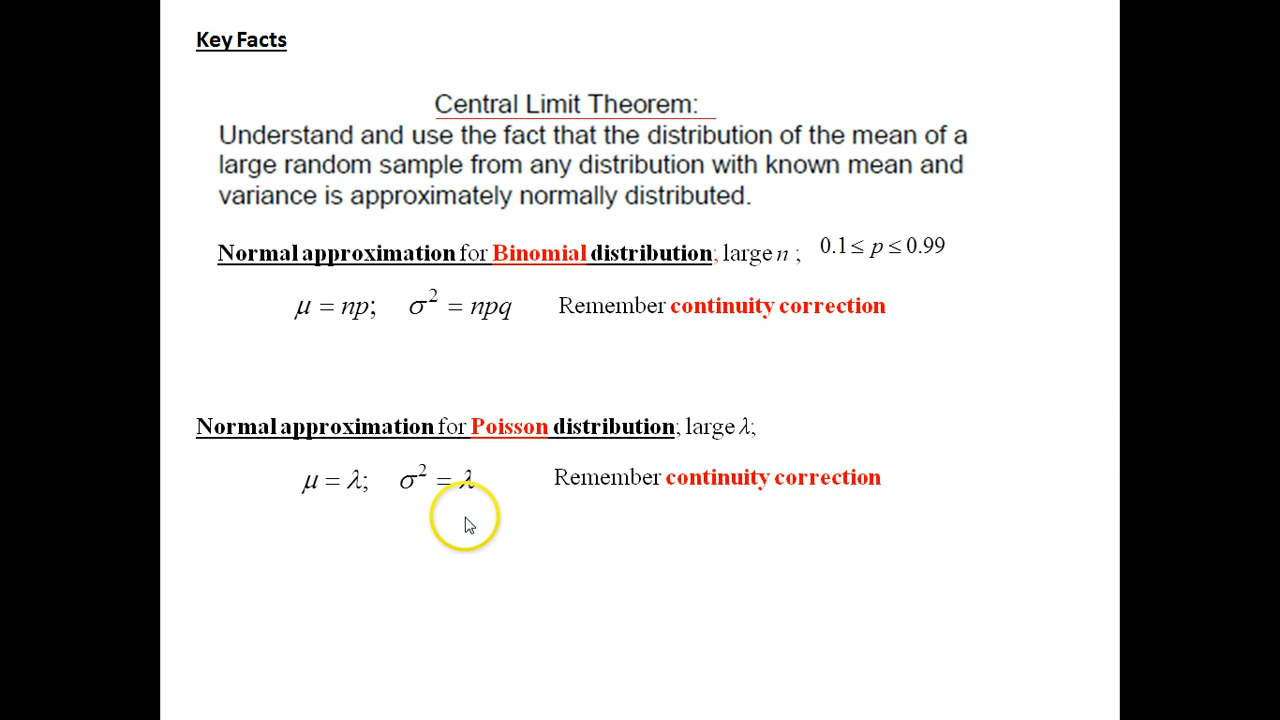 Key Facts
Central Limit Theorem:
Understand and use the fact that the distribution of the mean of a
large random sample from any distribution with known mean and
variance is approximately normally distributed.
Normal approximation for Binomial distribution; large n ; 0.1 ≤ p ≤ 0.99
μ = np; σ² = npq Remember continuity correction
Normal approximation for Poisson distribution; large λ;
μ = λ; σ² = λ Remember continuity correction